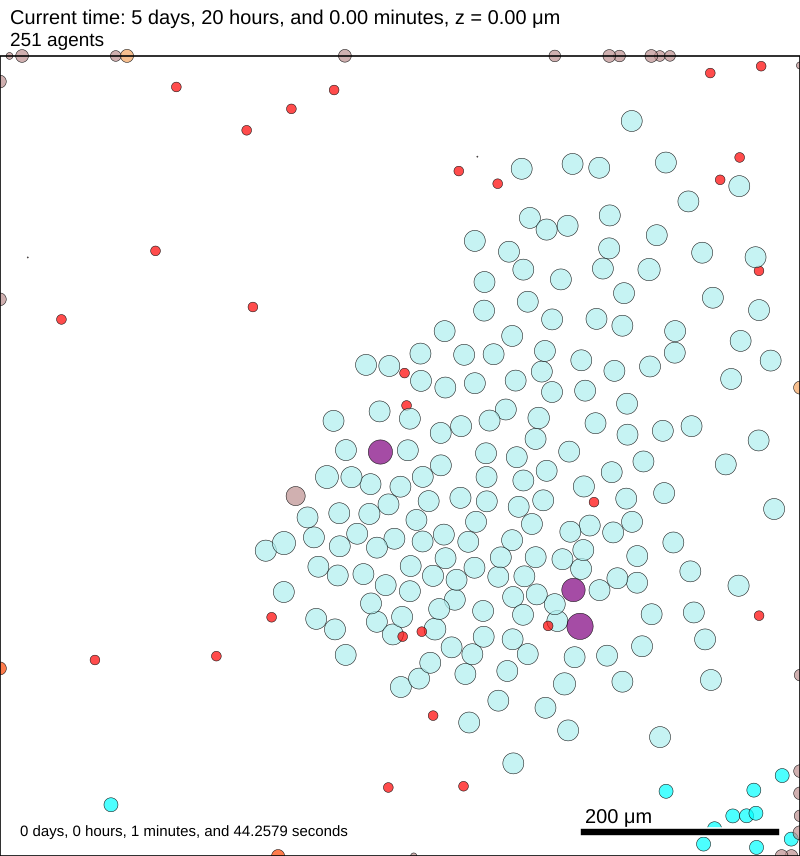 Current time: 5 days, 20 hours, and 0.00 minutes, z = 0.00 μm
251 agents
200 μm
0 days, 0 hours, 1 minutes, and 44.2579 seconds